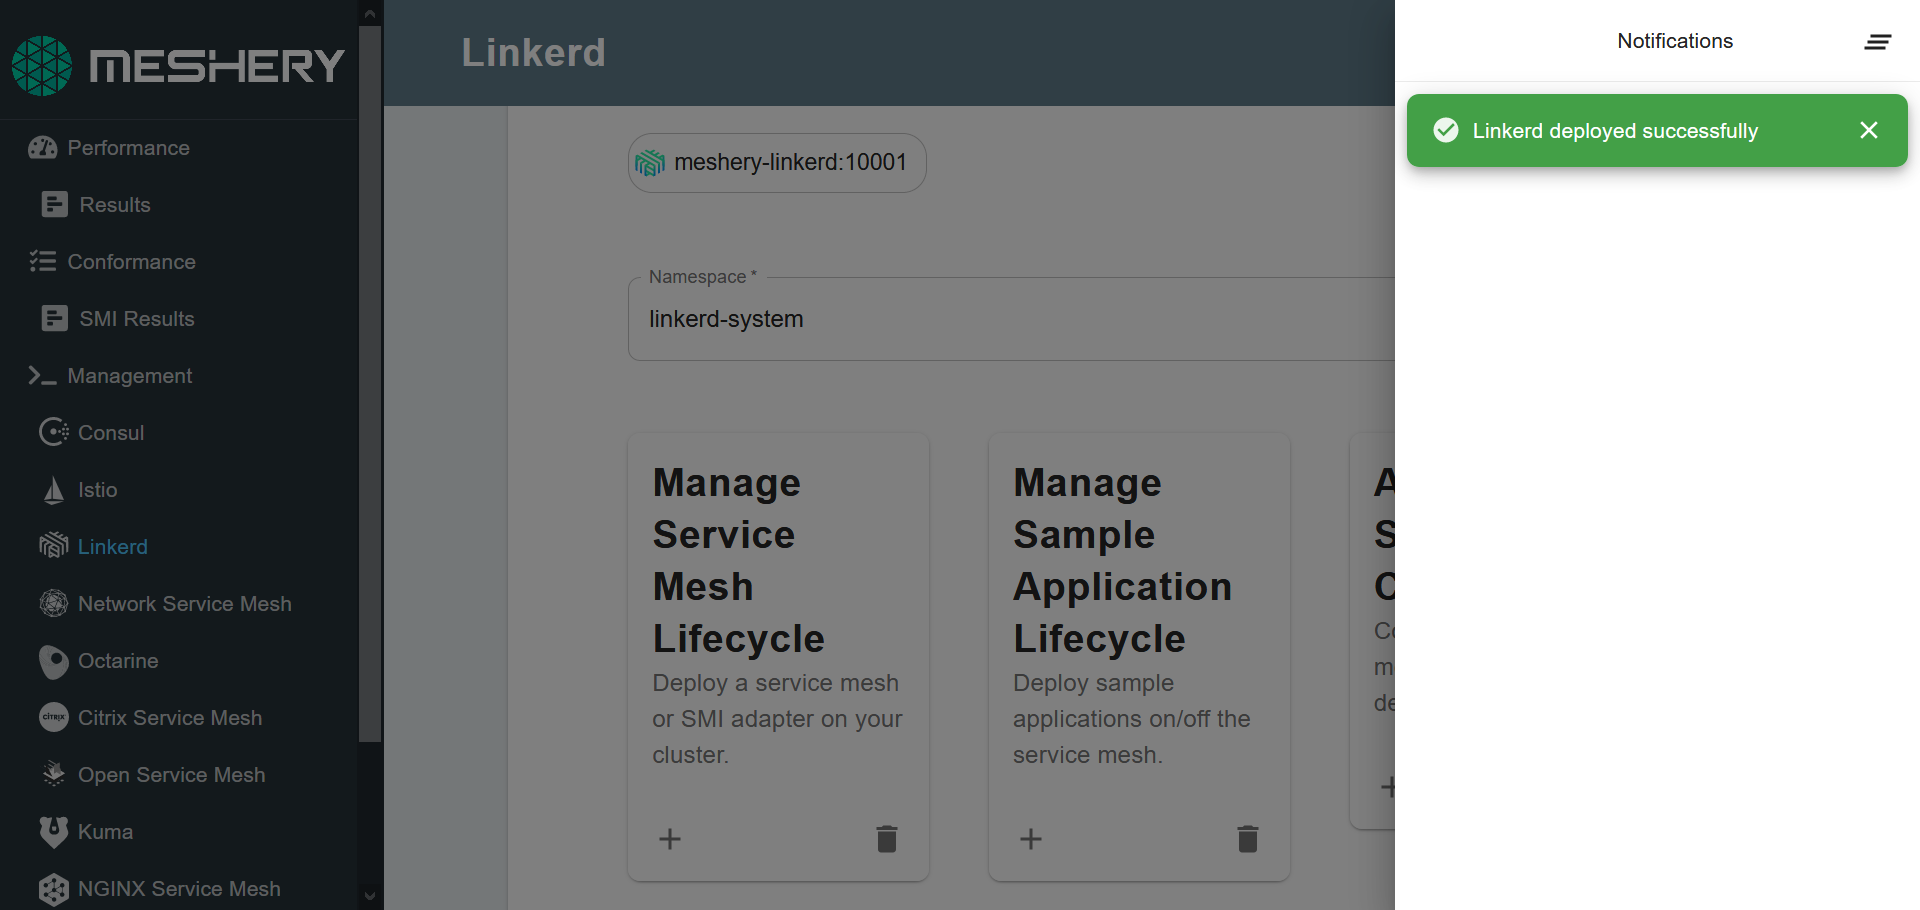 MESHERY
Performance
Results
Conformance
SMI Results
Management
Consul
Istio
Linkerd
Network Service Mesh
Octarine
CITRIX
Citrix Service Mesh
Open Service Mesh
Kuma
NGINX Service Mesh
Linkerd
meshery-linkerd:10001
Namespace *
linkerd-system
Manage
Service
Mesh
Lifecycle
Deploy a service mesh
or SMI adapter on your
cluster.
Manage
Sample
Application
Lifecycle
Deploy sample
applications on/off the
service mesh.
Notifications
Linkerd deployed successfully